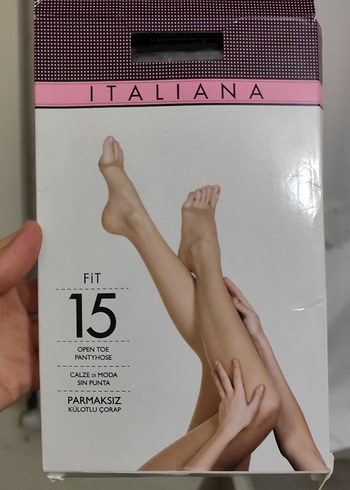 ITALIANA
FiT
15
OPEN TOE
PANTYHOSE
CALZE DI MODA
SIN PUNTA
PARMAKSIZ
KÜLOTLU ÇORAP